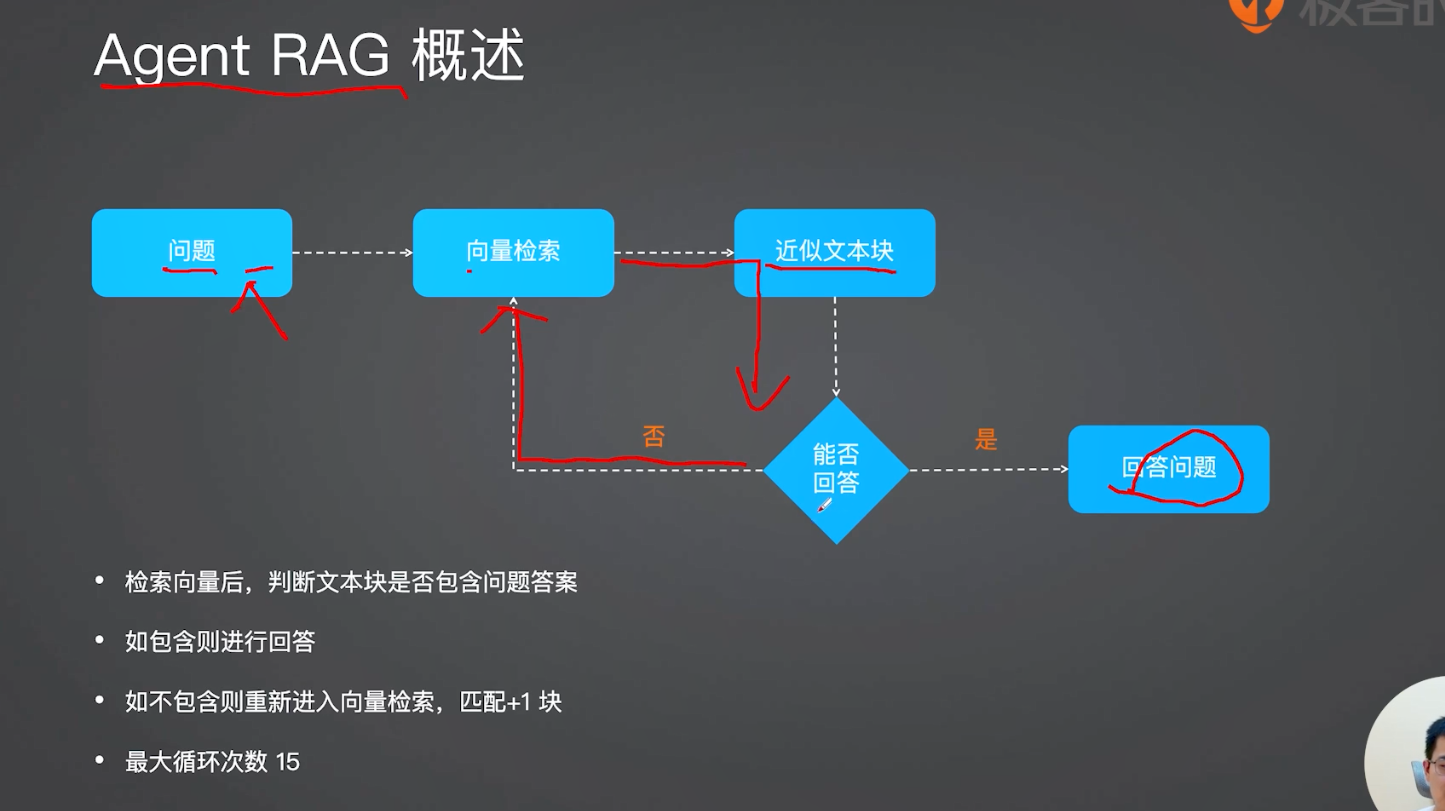 极客时
Agent RAG 概述
问题
向量检索
近似文本块
否
能否
回答
是
回答问题
• 检索向量后，判断文本块是否包含问题答案
• 如包含则进行回答
• 如不包含则重新进入向量检索，匹配+1 块
• 最大循环次数 15